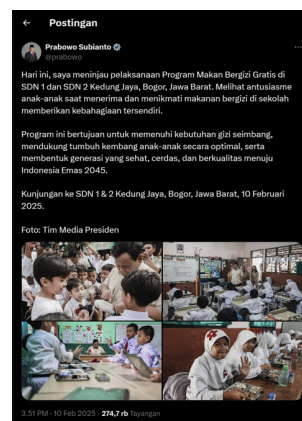 Postingan
Prabowo Subianto
@prabowo
Hari ini, saya meninjau pelaksanaan Program Makan Bergizi Gratis di
SDN 1 dan SDN 2 Kedung Jaya, Bogor, Jawa Barat. Melihat antusiasme
anak-anak saat menerima dan menikmati makanan bergizi di sekolah
memberikan kebahagiaan tersendiri.
Program ini bertujuan untuk memenuhi kebutuhan gizi seimbang,
mendukung tumbuh kembang anak-anak secara optimal, serta
membentuk generasi yang sehat, cerdas, dan berkualitas menuju
Indonesia Emas 2045.
Kunjungan ke SDN 1 & 2 Kedung Jaya, Bogor, Jawa Barat, 10 Februari
2025.
Foto: Tim Media Presiden
3.51 PM · 10 Feb 2025 · 274,7 rb Tayangan